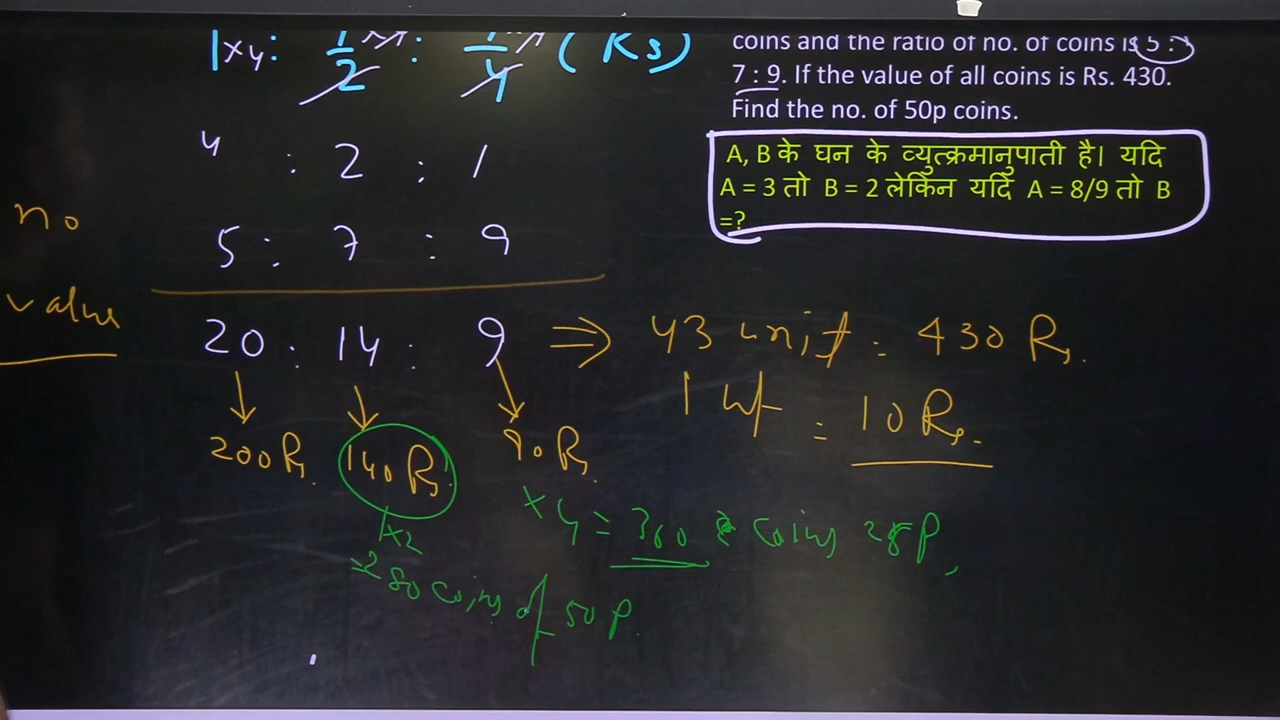 1×4 : 1/2 : 1/4 (Rs)
4 : 2 : 1
no 5 : 7 : 9
value 20 : 14 : 9 ⇒ 43 unit = 430 Rs.
1 = 10 Rs.
200 Rs. 140 Rs. 90 Rs.
×2
×4 = 360 coins 25P,
=280 coins of 50 P.
coins and the ratio of no. of coins is 5 :
7 : 9. If the value of all coins is Rs. 430.
Find the no. of 50p coins.
A, B के घन के व्युत्क्रमानुपाती है। यदि
A = 3 तो B = 2 लेकिन यदि A = 8/9 तो B
=?